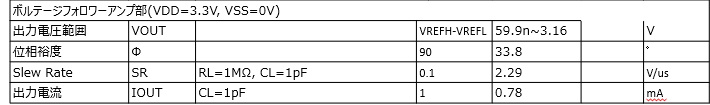 ボルテージフォロワーアンプ部(VDD=3.3V, VSS=0V)
出力電圧範囲 VOUT VREFH-VREFL 59.9n~3.16 V
位相裕度 Φ 90 33.8 °
Slew Rate SR RL=1MΩ, CL=1pF 0.1 2.29 V/us
出力電流 IOUT CL=1pF 1 0.78 mA